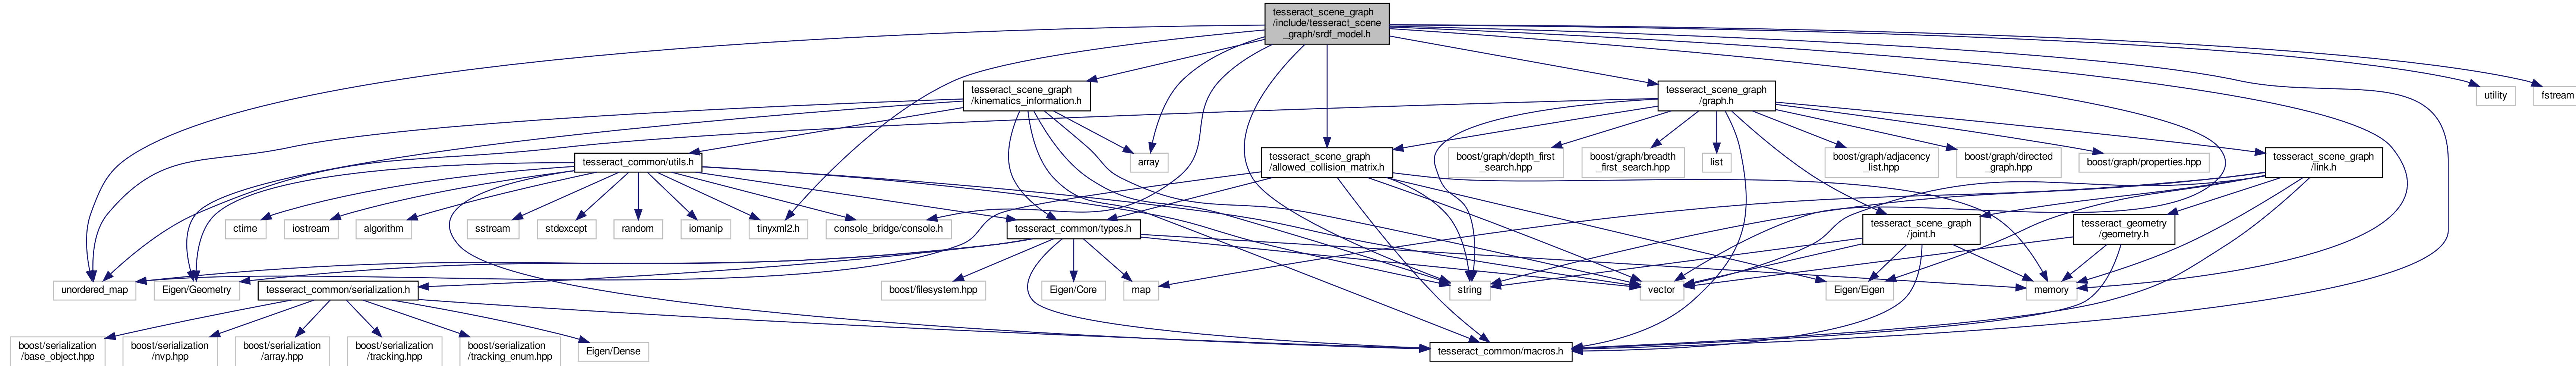 tesseract_scene_graph
/include/tesseract_scene
_graph/srdf_model.h
tesseract_scene_graph
/kinematics_information.h
tesseract_scene_graph
/graph.h
utility
fstream
tesseract_common/utils.h
array
tesseract_scene_graph
/allowed_collision_matrix.h
boost/graph/depth_first
_search.hpp
boost/graph/breadth
_first_search.hpp
list
boost/graph/adjacency
_list.hpp
boost/graph/directed
_graph.hpp
boost/graph/properties.hpp
tesseract_scene_graph
/link.h
ctime
iostream
algorithm
sstream
stdexcept
random
iomanip
tinyxml2.h
console_bridge/console.h
tesseract_common/types.h
tesseract_scene_graph
/joint.h
tesseract_geometry
/geometry.h
unordered_map
Eigen/Geometry
tesseract_common/serialization.h
boost/filesystem.hpp
Eigen/Core
map
string
vector
Eigen/Eigen
memory
boost/serialization
/base_object.hpp
boost/serialization
/nvp.hpp
boost/serialization
/array.hpp
boost/serialization
/tracking.hpp
boost/serialization
/tracking_enum.hpp
Eigen/Dense
tesseract_common/macros.h